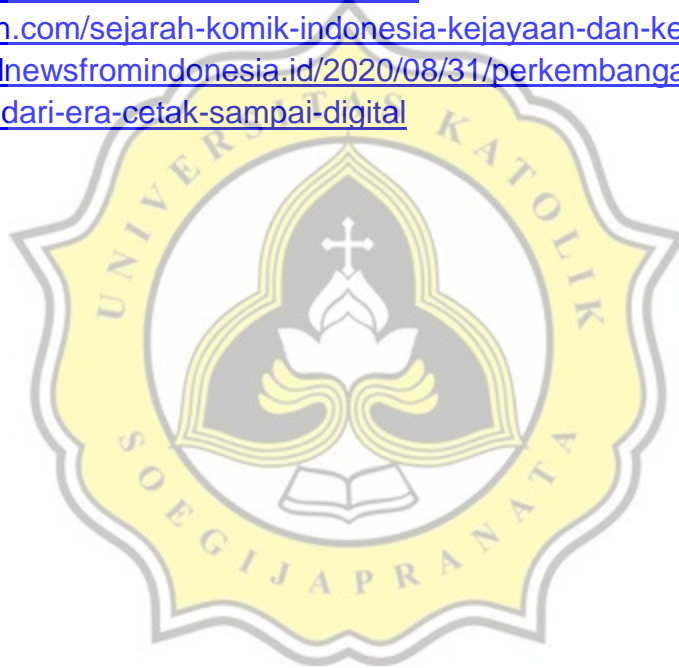 n.com/sejarah-komik-indonesia-kejayaan-dan-ke
newsfromindonesia.id/2020/08/31/perkembanga
dari-era-cetak-sampai-digital
UNIVERSITAS KATOLIK
SOEGIJAPRANATA